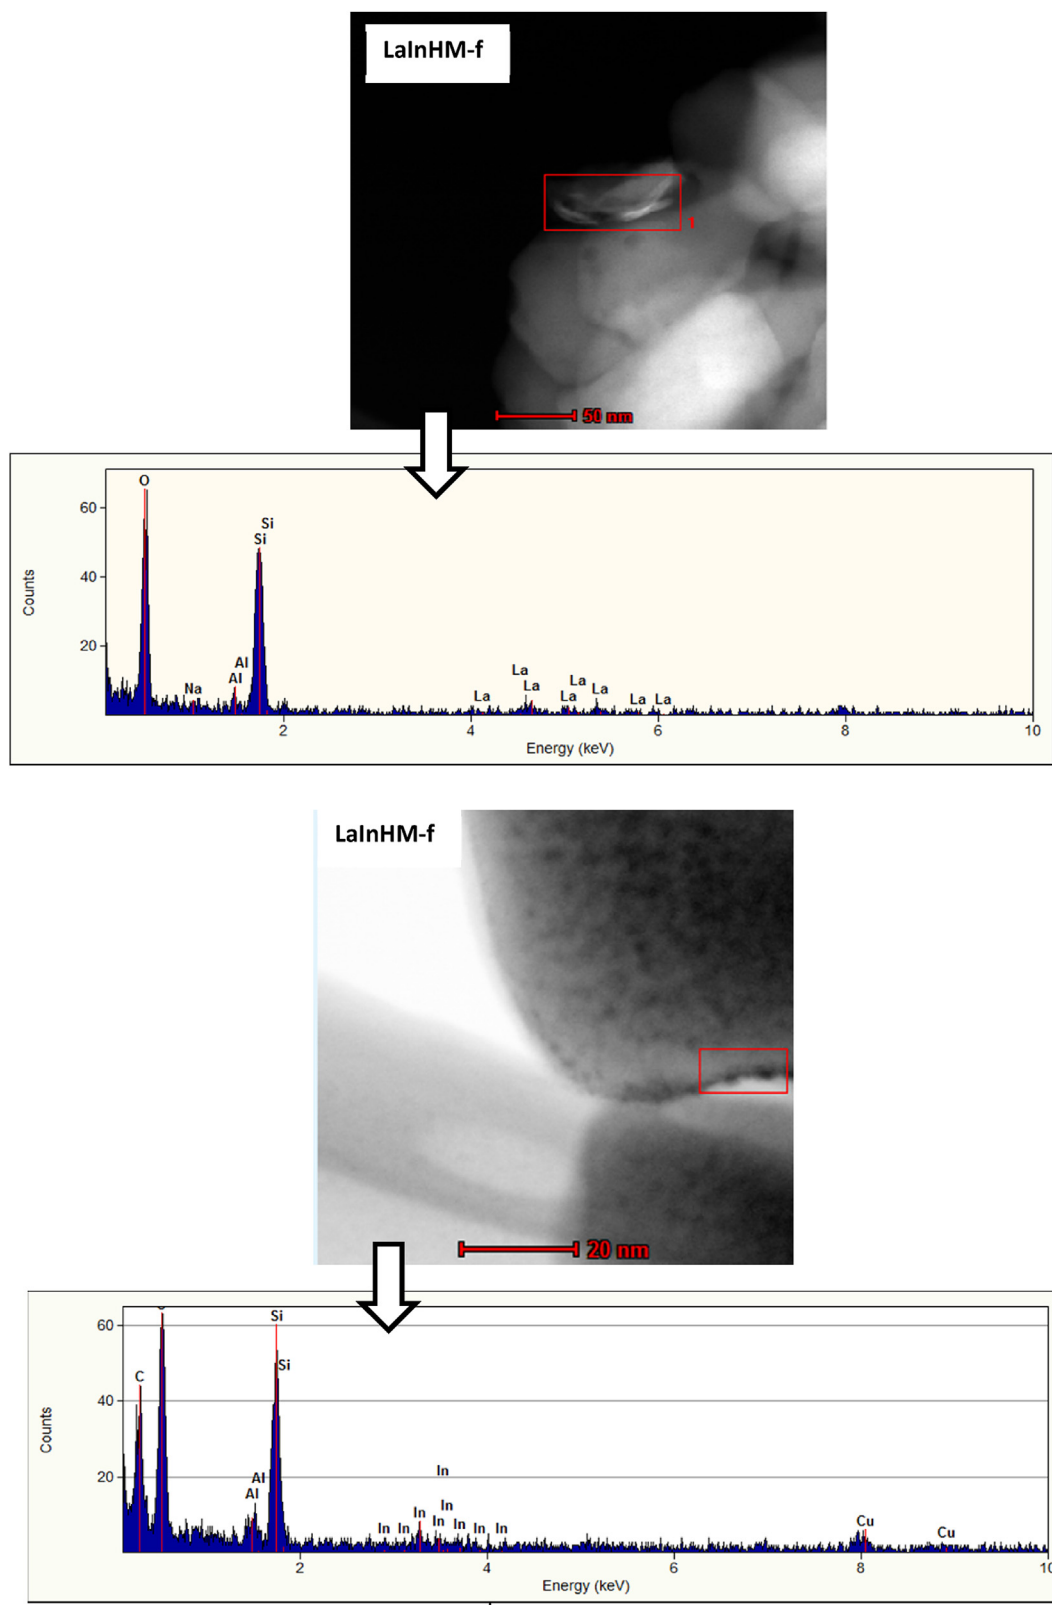 LaInHM-f
1
50 nm
O
60
Si
Si
40
Counts
20
Al
Al
Na
La
La
La
La
La
La
La
La
2
4
6
8
10
Energy (keV)
LaInHM-f
20 nm
60
Si
Si
C
40
Counts
20
In
Al
Al
In
In
In
In
In
In
In
In
Cu
Cu
2
4
6
8
10
Energy (keV)